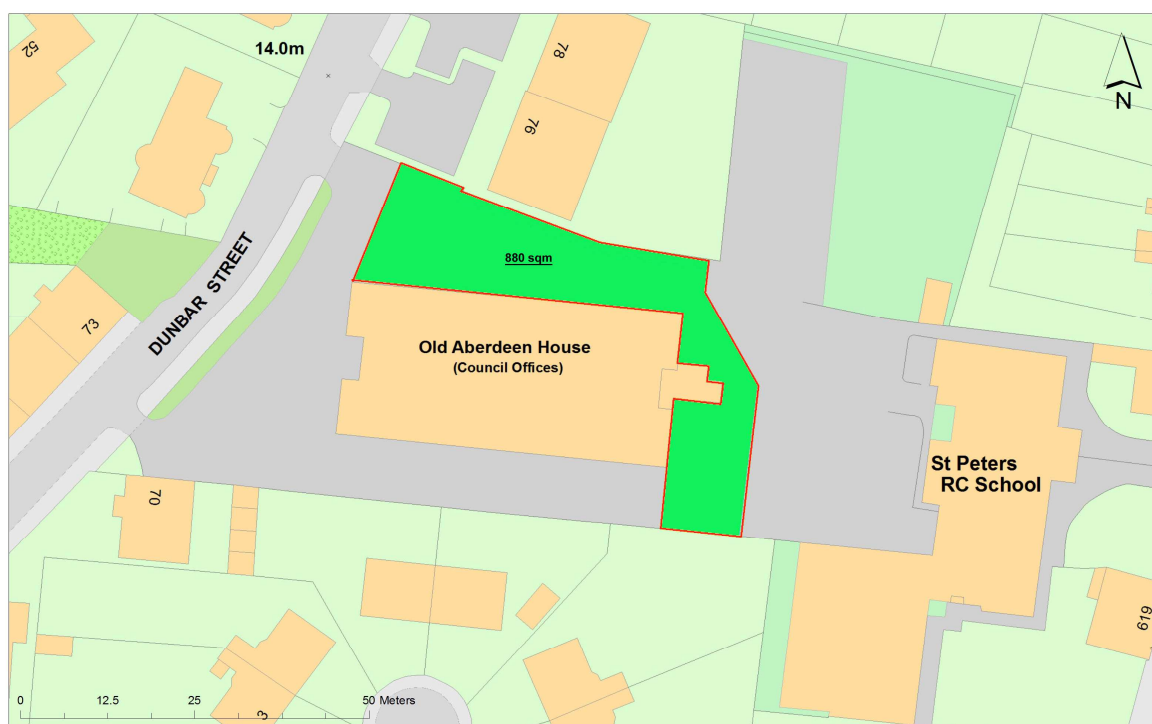 52
14.0m
78
76
N
880 sqm
DUNBAR STREET
73
Old Aberdeen House
(Council Offices)
St Peters
RC School
70
619
3
0 12.5 25 50 Meters